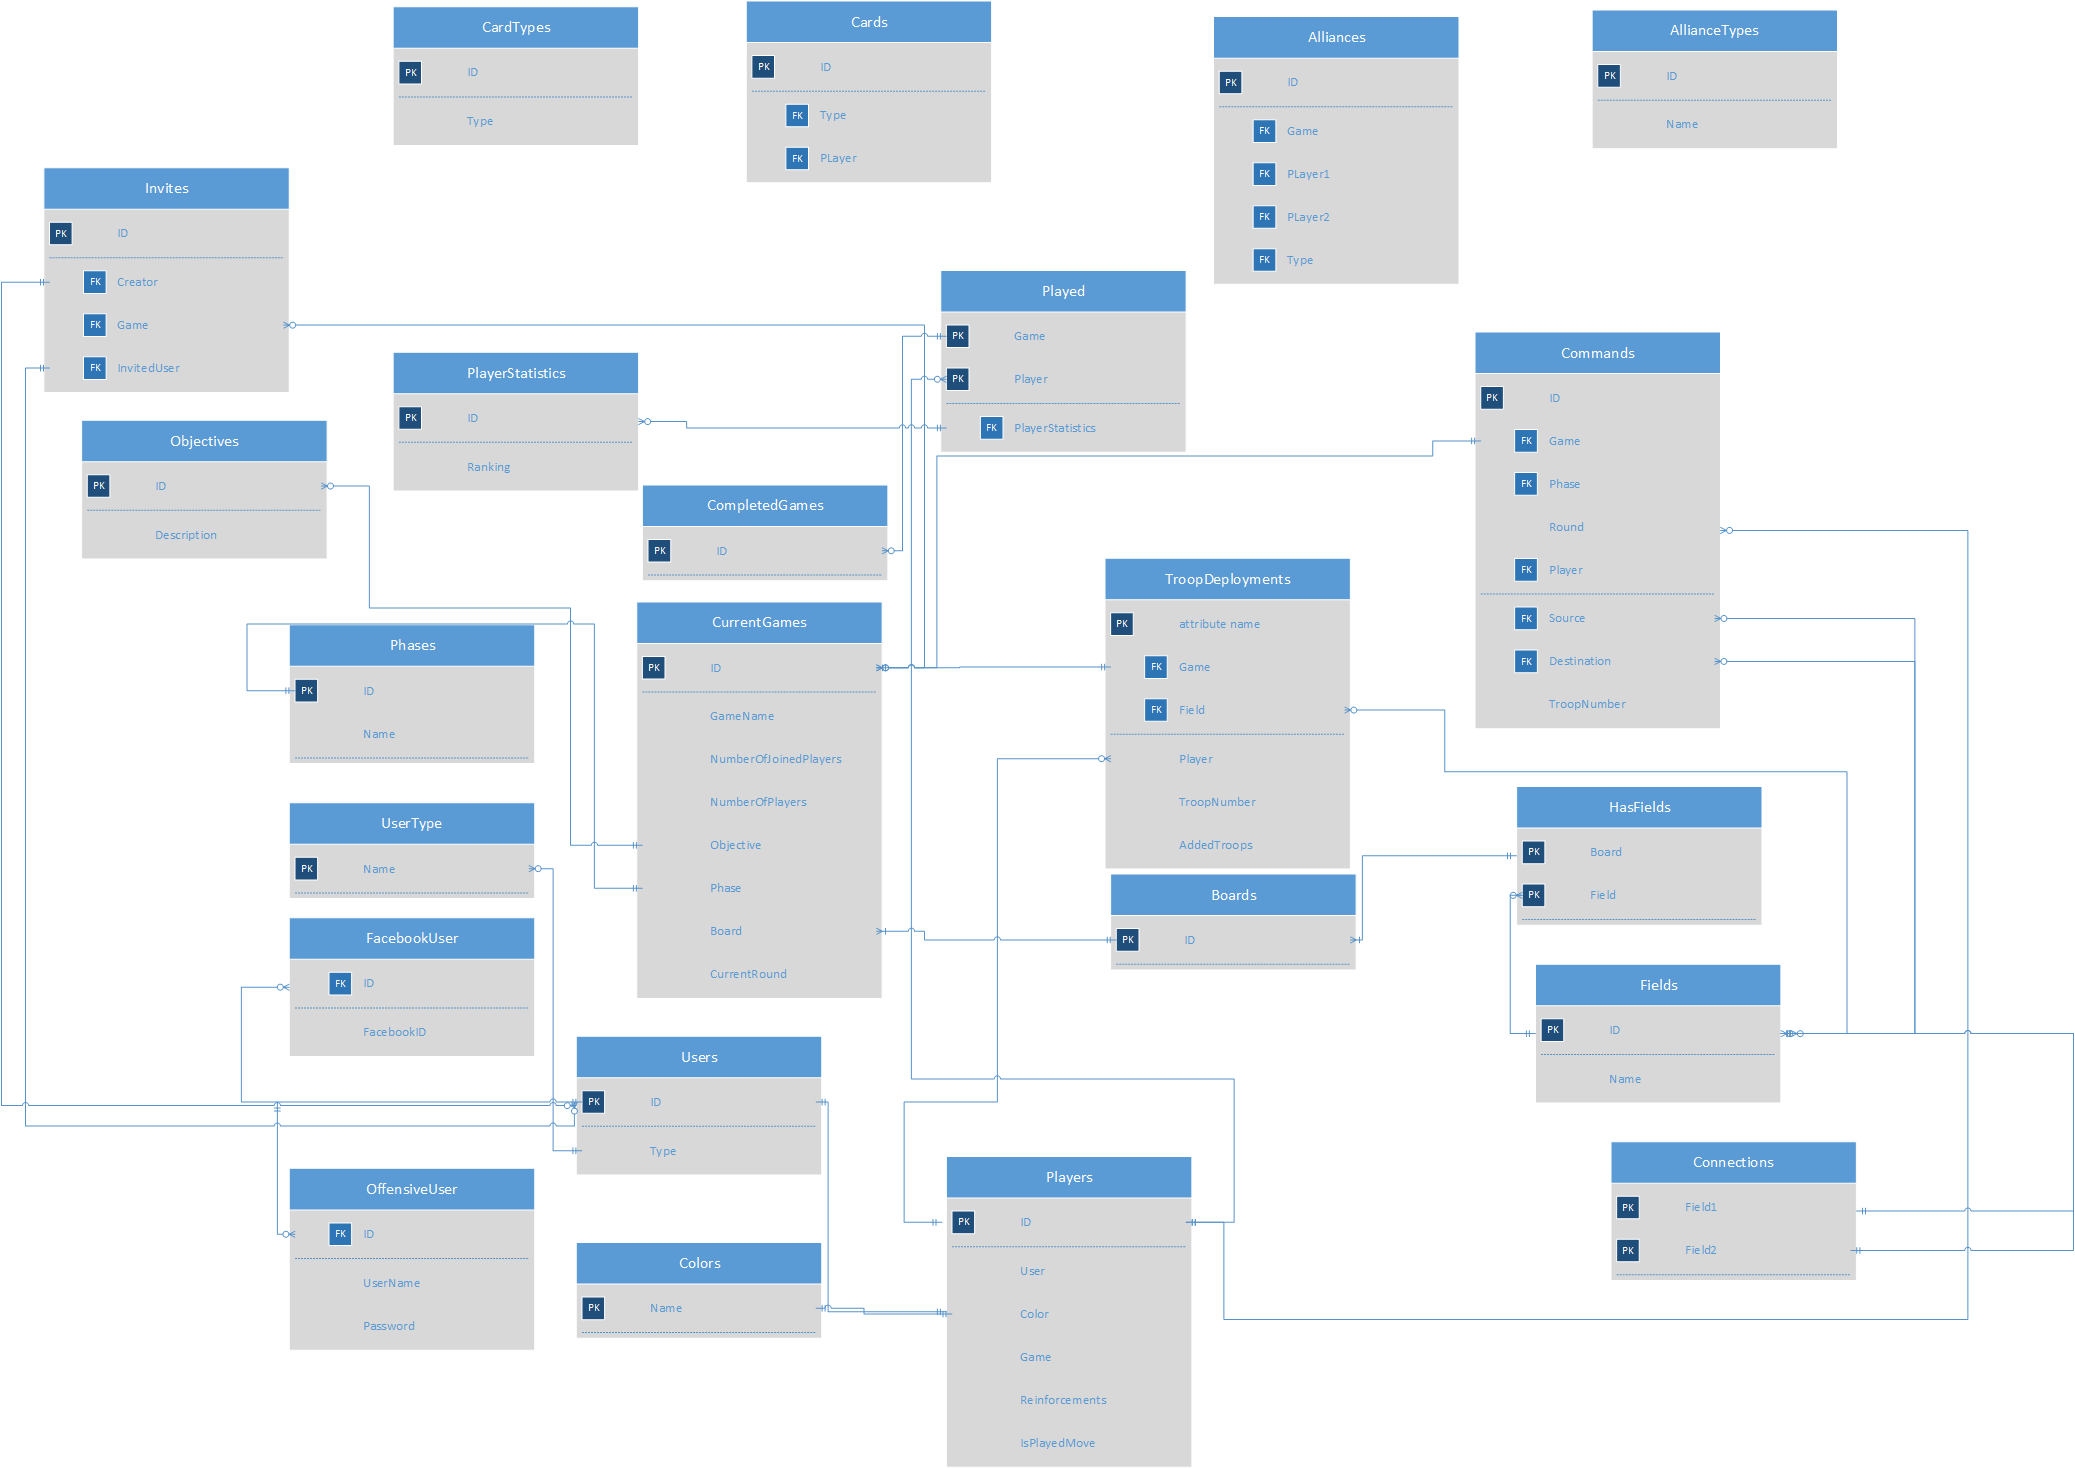 CardTypes
PK ID
Type
Cards
PK ID
FK Type
FK PLayer
Alliances
PK ID
FK Game
FK PLayer1
FK PLayer2
FK Type
AllianceTypes
PK ID
Name
Invites
PK ID
FK Creator
FK Game
FK InvitedUser
Played
PK Game
PK Player
FK PlayerStatistics
PlayerStatistics
PK ID
Ranking
Commands
PK ID
FK Game
FK Phase
Round
FK Player
FK Source
FK Destination
TroopNumber
Objectives
PK ID
Description
CompletedGames
PK ID
TroopDeployments
PK attribute name
FK Game
FK Field
Player
TroopNumber
AddedTroops
CurrentGames
PK ID
GameName
NumberOfJoinedPlayers
NumberOfPlayers
Objective
Phase
Board
CurrentRound
Phases
PK ID
Name
HasFields
PK Board
PK Field
UserType
PK Name
Boards
PK ID
FacebookUser
FK ID
FacebookID
Fields
PK ID
Name
Users
PK ID
Type
Connections
PK Field1
PK Field2
Players
PK ID
User
Color
Game
Reinforcements
IsPlayedMove
OffensiveUser
FK ID
UserName
Password
Colors
PK Name